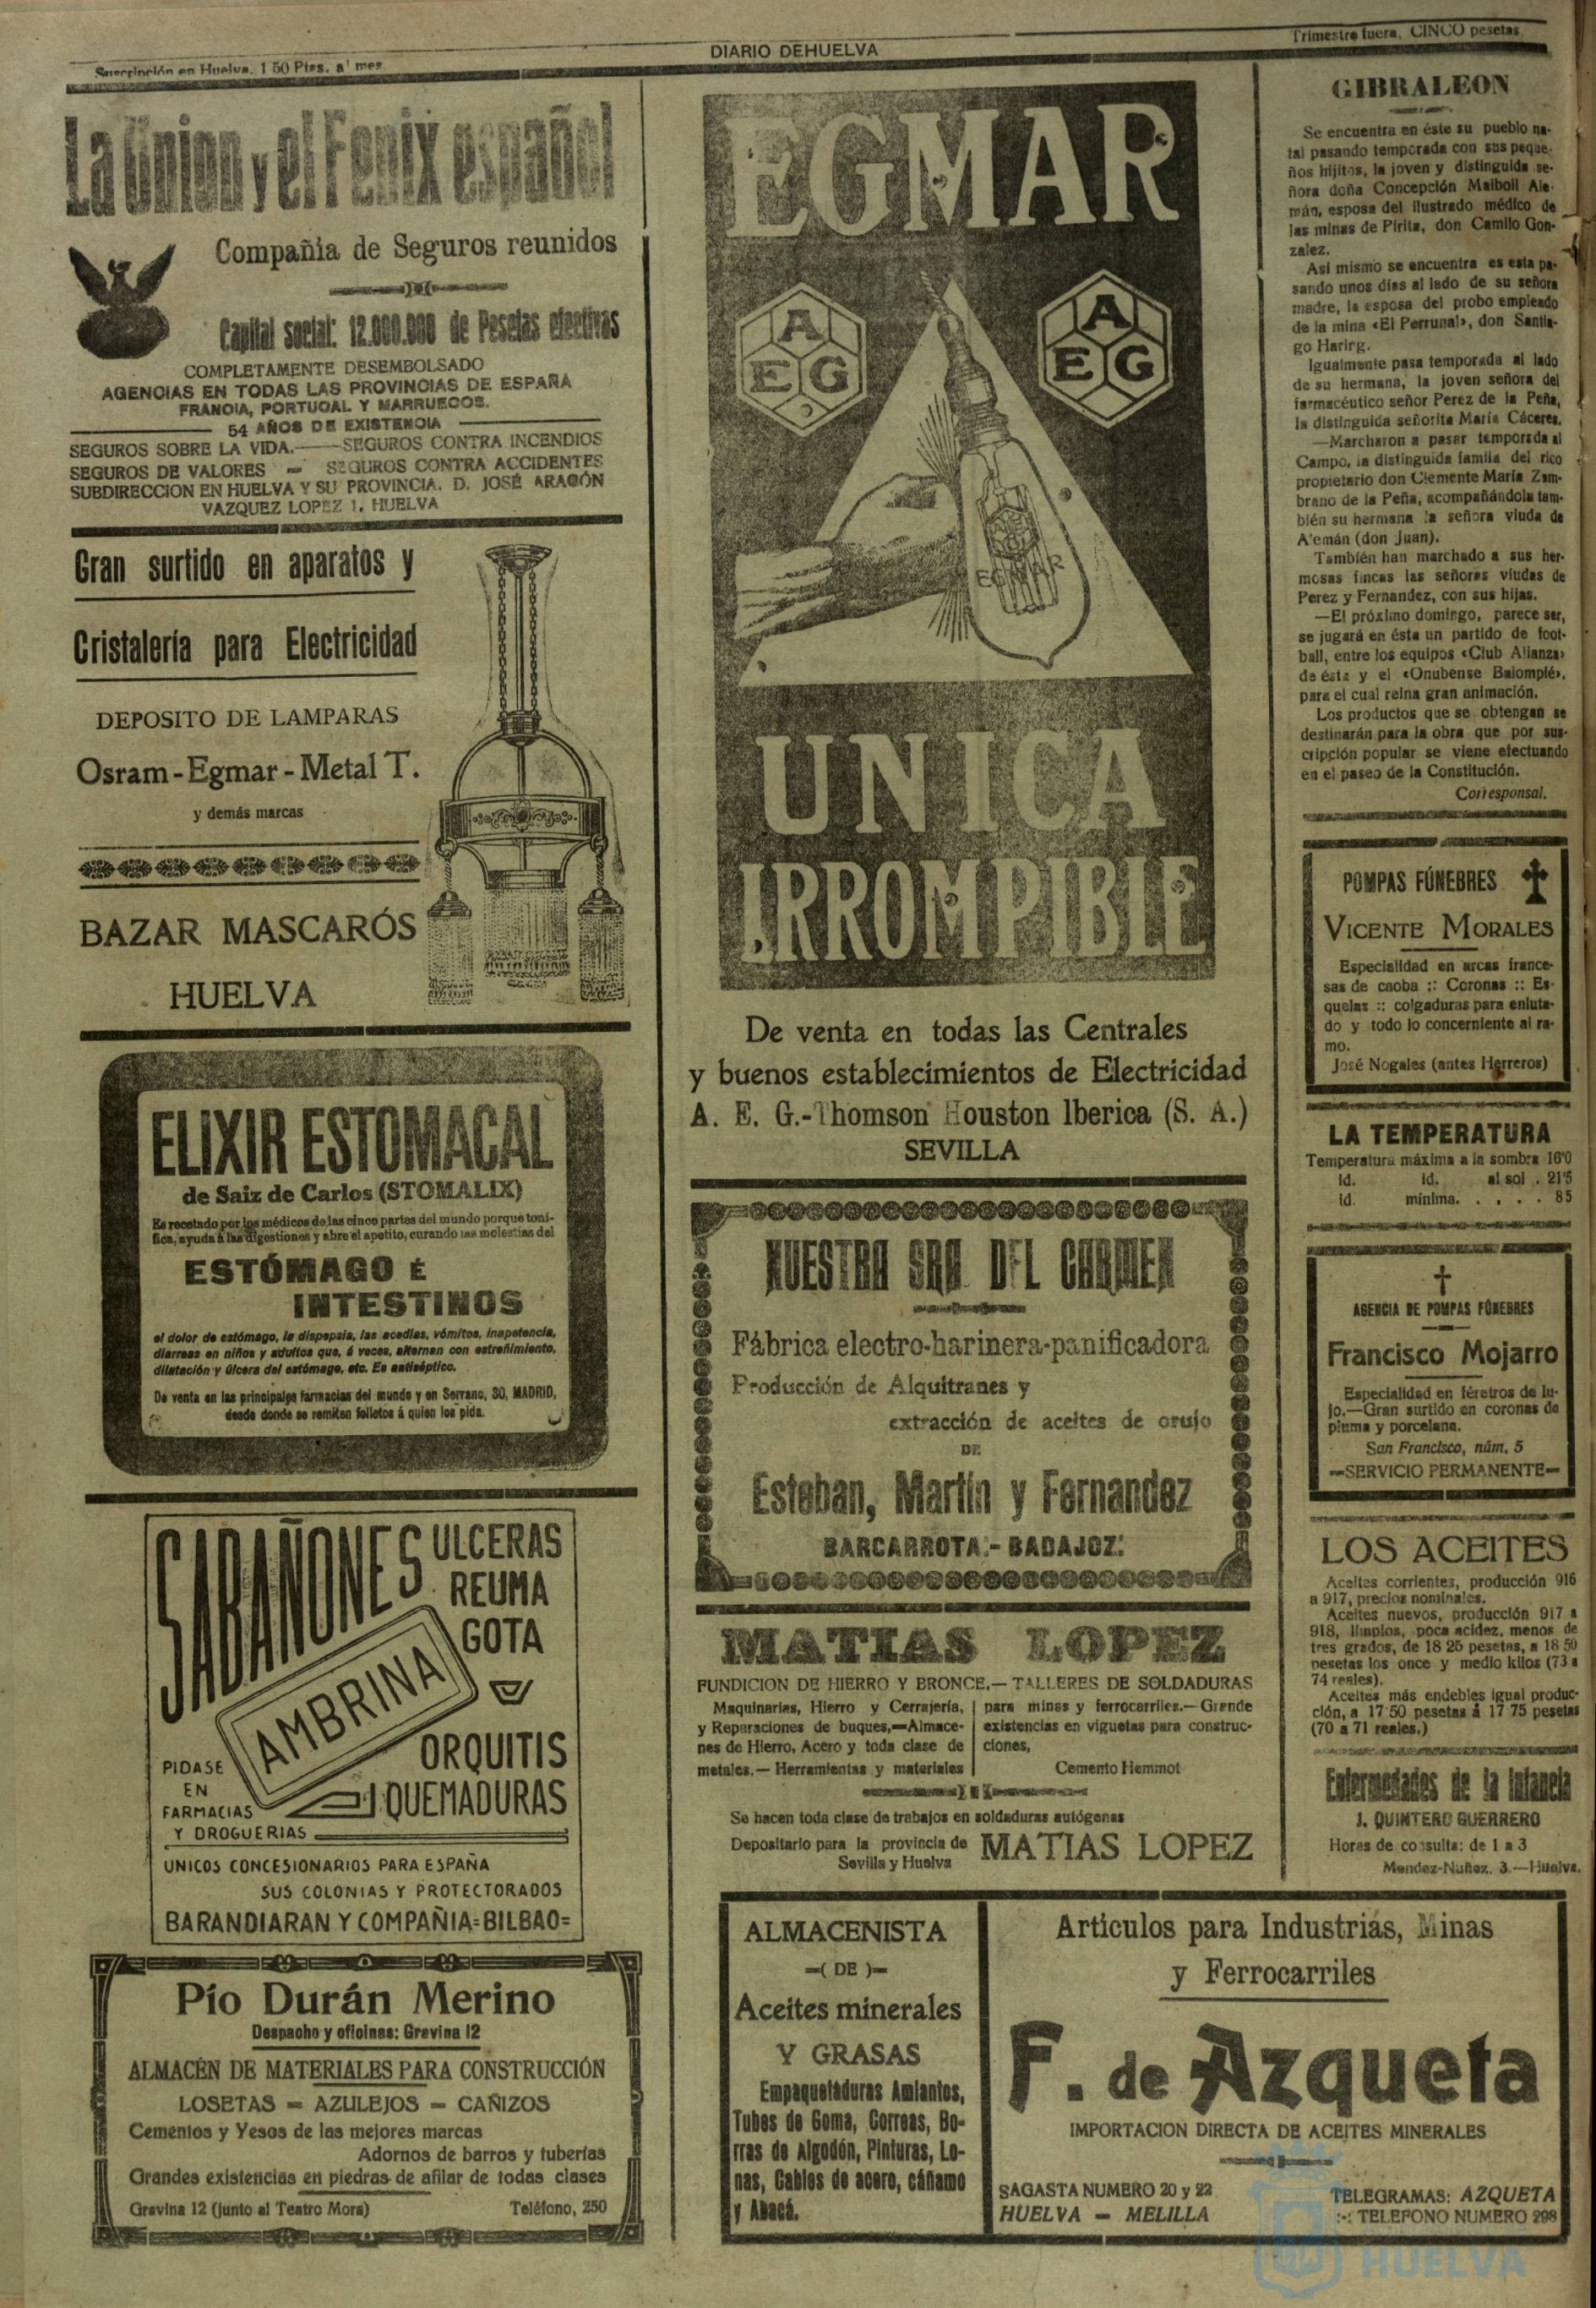 Suscripción en Huelva, 1 50 Ptas. al mes
DIARIO DEHUELVA
Trimestre fuera, CINCO pesetas
La Unión y el Fenix español
Compañia de Seguros reunidos
Capital social: 12.000.000 de Pesetas efectivas
COMPLETAMENTE DESEMBOLSADO
AGENCIAS EN TODAS LAS PROVINCIAS DE ESPAÑA
FRANCIA, PORTUGAL Y MARRUECOS.
54 AÑOS DE EXISTENCIA
SEGUROS SOBRE LA VIDA.——SEGUROS CONTRA INCENDIOS
SEGUROS DE VALORES — SEGUROS CONTRA ACCIDENTES
SUBDIRECCION EN HUELVA Y SU PROVINCIA. D. JOSÉ ARAGÓN
VAZQUEZ LOPEZ 1. HUELVA
Gran surtido en aparatos y
Cristalería para Electricidad
DEPOSITO DE LAMPARAS
Osram-Egmar-Metal T.
y demás marcas
BAZAR MASCARÓS
HUELVA
ELIXIR ESTOMACAL
de Saiz de Carlos (STOMALIX)
Es recetado por los médicos de las cinco partes del mundo porque toni-
fica, ayuda á las digestiones y abre el apetito, curando las molestias del
ESTÓMAGO É
INTESTINOS
el dolor de estómago, la dispepsia, las acedias, vómitos, inapetencia,
diarreas en niños y adultos que, á veces, alternan con estreñimiento,
dilatación y úlcera del estómago, etc. Es antiséptico.
De venta en las principales farmacias del mundo y en Serrano, 30, MADRID,
desde donde se remiten folletos á quien los pida.
SABAÑONES
ULCERAS
REUMA
GOTA
AMBRINA
ORQUITIS
QUEMADURAS
PIDASE
EN
FARMACIAS
Y DROGUERIAS
UNICOS CONCESIONARIOS PARA ESPAÑA
SUS COLONIAS Y PROTECTORADOS
BARANDIARAN Y COMPAÑIA=BILBAO=
Pío Durán Merino
Despacho y oficinas: Gravina 12
ALMACÉN DE MATERIALES PARA CONSTRUCCIÓN
LOSETAS — AZULEJOS — CAÑIZOS
Cementos y Yesos de las mejores marcas
Adornos de barros y tuberías
Grandes existencias en piedras de afilar de todas clases
Gravina 12 (junto al Teatro Mora) Teléfono, 250
EGMAR
AEG
AEG
EGMAR
UNICA
IRROMPIBLE
De venta en todas las Centrales
y buenos establecimientos de Electricidad
A. E. G.-Thomson Houston Iberica (S. A.)
SEVILLA
NUESTRA SRA. DEL CARMEN
Fábrica electro-harinera-panificadora
Producción de Alquitranes y
extracción de aceites de orujo
DE
Esteban, Martín y Fernandez
BARCARROTA:- BADAJOZ:
MATIAS LOPEZ
FUNDICION DE HIERRO Y BRONCE.— TALLERES DE SOLDADURAS
Maquinarias, Hierro y Cerrajería,
y Reparaciones de buques,—Almace-
nes de Hierro, Acero y toda clase de
metales.— Herramientas y materiales
para minas y ferrocarriles.—Grande
existencias en viguetas para construc-
ciones,
Cemento Hemmot
Se hacen toda clase de trabajos en soldaduras autógenas
Depositario para la provincia de
Sevilla y Huelva
MATIAS LOPEZ
ALMACENISTA
—( DE )—
Aceites minerales
Y GRASAS
Empaquetaduras Amiantos,
Tubos de Goma, Correas, Bo-
rras de Algodón, Pinturas, Lo-
nas, Cables de acero, cáñamo
y Abacá.
Articulos para Industrias, Minas
y Ferrocarriles
F. de Azqueta
IMPORTACION DIRECTA DE ACEITES MINERALES
SAGASTA NUMERO 20 y 22
HUELVA — MELILLA
TELEGRAMAS: AZQUETA
:-: TELEFONO NUMERO 298
GIBRALEON
Se encuentra en éste su pueblo na-
tal pasando temporada con sus peque-
ños hijitos, la joven y distinguida se-
ñora doña Concepción Malboll Ale-
mán, esposa del ilustrado médico de
las minas de Pirita, don Camilo Gon-
zalez.
Así mismo se encuentra es esta pa-
sando unos días al lado de su señora
madre, la esposa del probo empleado
de la mina «El Perrunal», don Santia-
go Harirg.
Igualmente pasa temporada al lado
de su hermana, la joven señora del
farmacéutico señor Perez de la Peña,
la distinguida señorita María Cáceres.
—Marcharon a pasar temporada al
Campo, la distinguida familia del rico
propietario don Clemente María Zam-
brano de la Peña, acompañándola tam-
bién su hermana la señora viuda de
A'emán (don Juan).
También han marchado a sus her-
mosas fincas las señoras viudas de
Perez y Fernandez, con sus hijas.
—El próximo domingo, parece ser,
se jugará en ésta un partido de foot-
ball, entre los equipos «Club Alianza»
de ésta y el «Onubense Balompié»,
para el cual reina gran animación.
Los productos que se obtengan se
destinarán para la obra que por sus-
cripción popular se viene efectuando
en el paseo de la Constitución.
Corresponsal.
POMPAS FÚNEBRES
VICENTE MORALES
Especialidad en arcas france-
sas de caoba :: Coronas :: Es-
quelas :: colgaduras para enluta-
do y todo lo concerniente al ra-
mo.
José Nogales (antes Herreros)
LA TEMPERATURA
Temperatura máxima a la sombra 16'0
id. id. al sol . 21'5
id. mínima. . . . . 85
AGENCIA DE POMPAS FÚNEBRES
Francisco Mojarro
Especialidad en féretros de lu-
jo.—Gran surtido en coronas de
pluma y porcelana.
San Francisco, núm, 5
—SERVICIO PERMANENTE—
LOS ACEITES
Aceites corrientes, producción 916
a 917, precios nominales.
Aceites nuevos, producción 917 a
918, limpios, poca acidez, menos de
tres grados, de 18 25 pesetas, a 18 50
pesetas los once y medio kilos (73 a
74 reales).
Aceites más endebles igual produc-
ción, a 17 50 pesetas á 17 75 pesetas
(70 a 71 reales.)
Enfermedades de la Infancia
J. QUINTERO GUERRERO
Horas de consulta: de 1 a 3
Mendez-Nuñez, 3.—Huelva.
HUELVA